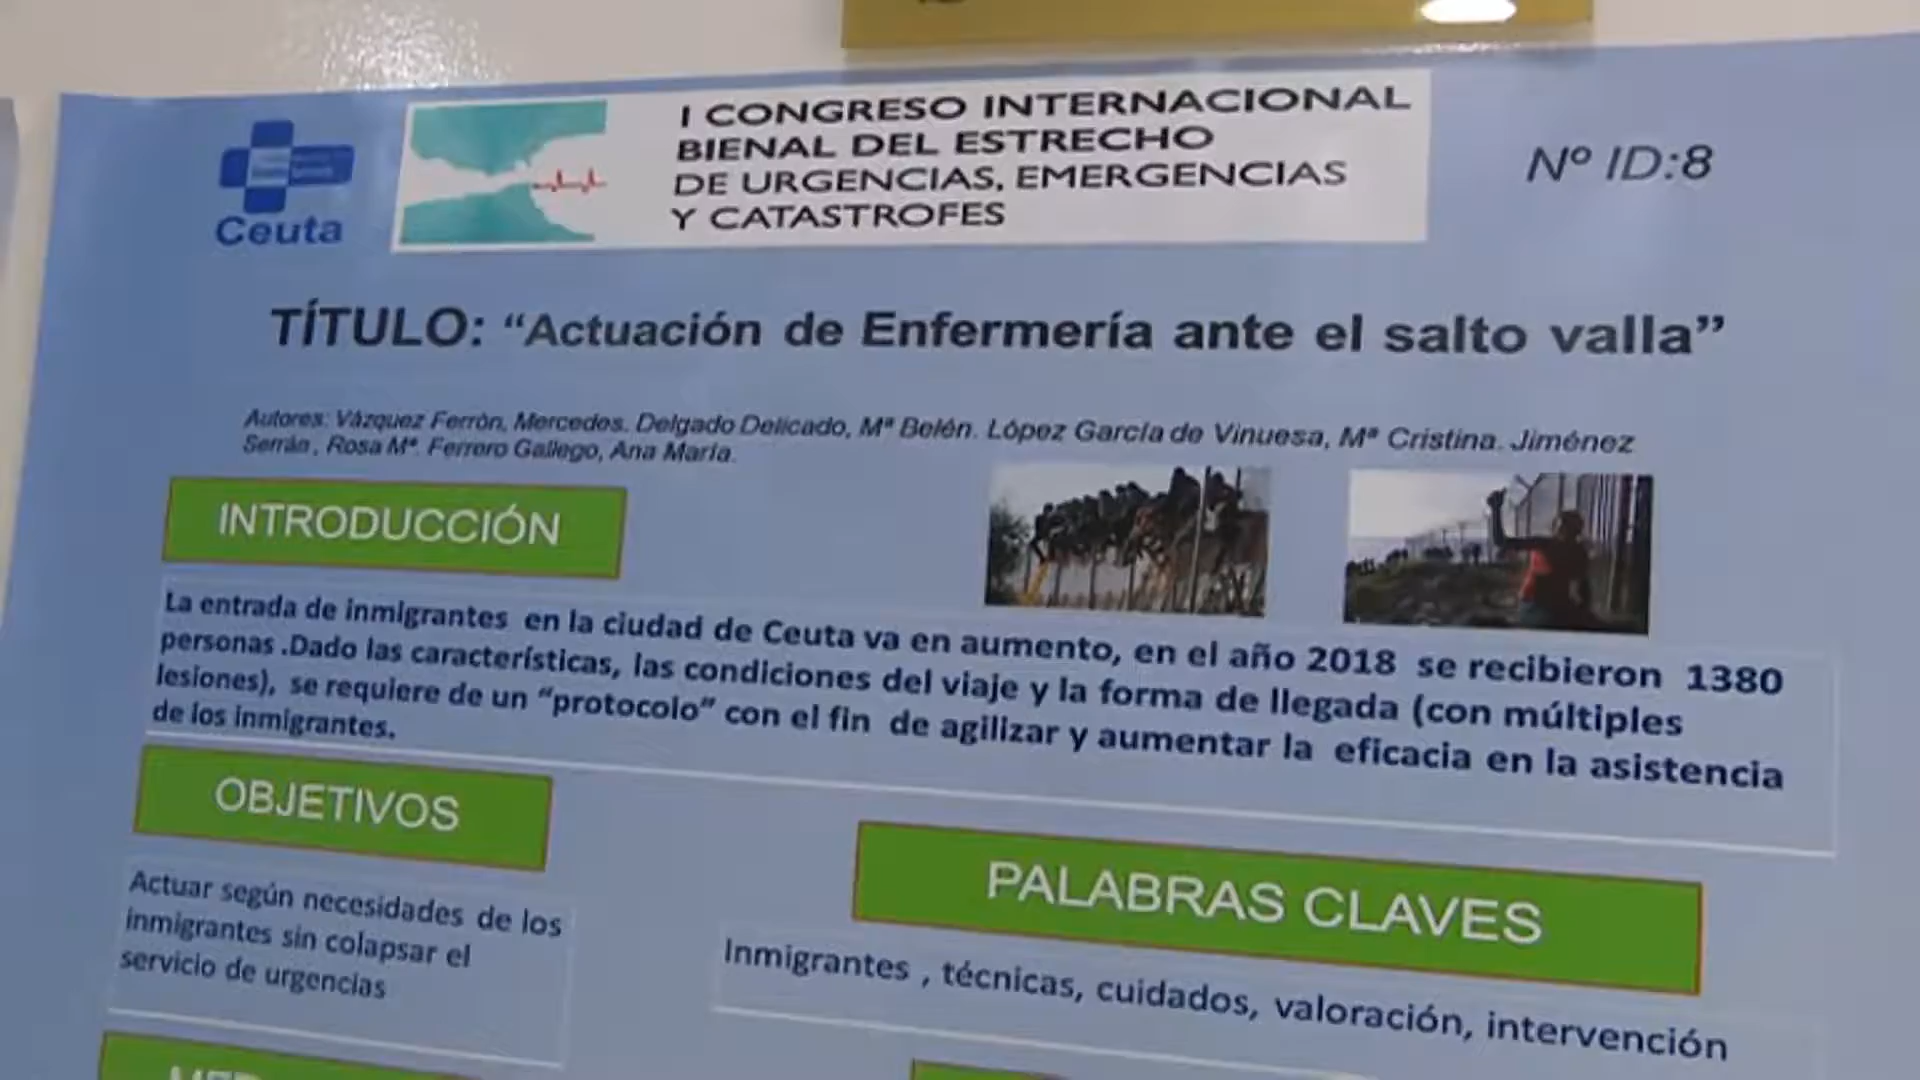 Ceuta
I CONGRESO INTERNACIONAL
BIENAL DEL ESTRECHO
DE URGENCIAS, EMERGENCIAS
Y CATASTROFES
Nº ID:8
TÍTULO: “Actuación de Enfermería ante el salto valla”
Autores: Vázquez Ferrón, Mercedes. Delgado Delicado, Mª Belén. López García de Vinuesa, Mª Cristina. Jiménez
Serrán, Rosa Mª. Ferrero Gallego, Ana María.
INTRODUCCIÓN
La entrada de inmigrantes en la ciudad de Ceuta va en aumento, en el año 2018 se recibieron 1380
personas .Dado las características, las condiciones del viaje y la forma de llegada (con múltiples
lesiones), se requiere de un “protocolo” con el fin de agilizar y aumentar la eficacia en la asistencia
de los inmigrantes.
OBJETIVOS
Actuar según necesidades de los
inmigrantes sin colapsar el
servicio de urgencias
PALABRAS CLAVES
Inmigrantes , técnicas, cuidados, valoración, intervención